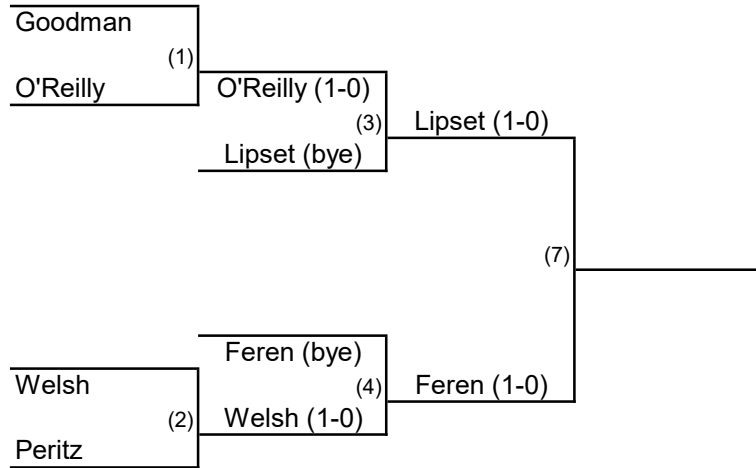 Goodman
(1)
O'Reilly
O'Reilly (1-0)
(3)
Lipset (1-0)
Lipset (bye)
(7)
Feren (bye)
Welsh
(4)
Feren (1-0)
(2)
Welsh (1-0)
Peritz